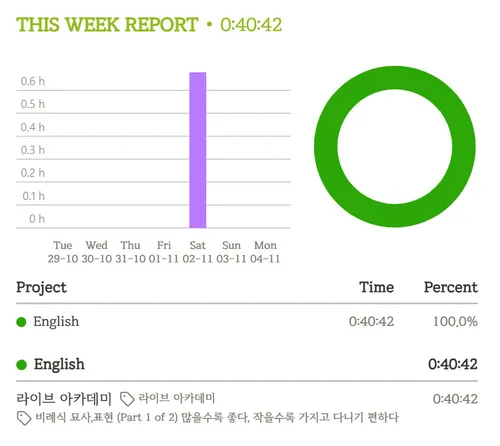 THIS WEEK REPORT • 0:40:42
0.6 h
0.5 h
0.4 h
0.3 h
0.2 h
0.1 h
0 h
Tue Wed Thu Fri Sat Sun Mon
29-10 30-10 31-10 01-11 02-11 03-11 04-11
Project Time Percent
English 0:40:42 100.0%
English 0:40:42
라이브 아카데미 라이브 아카데미 0:40:42
비례식 묘사,표현 (Part 1 of 2) 많을수록 좋다, 작을수록 가지고 다니기 편하다